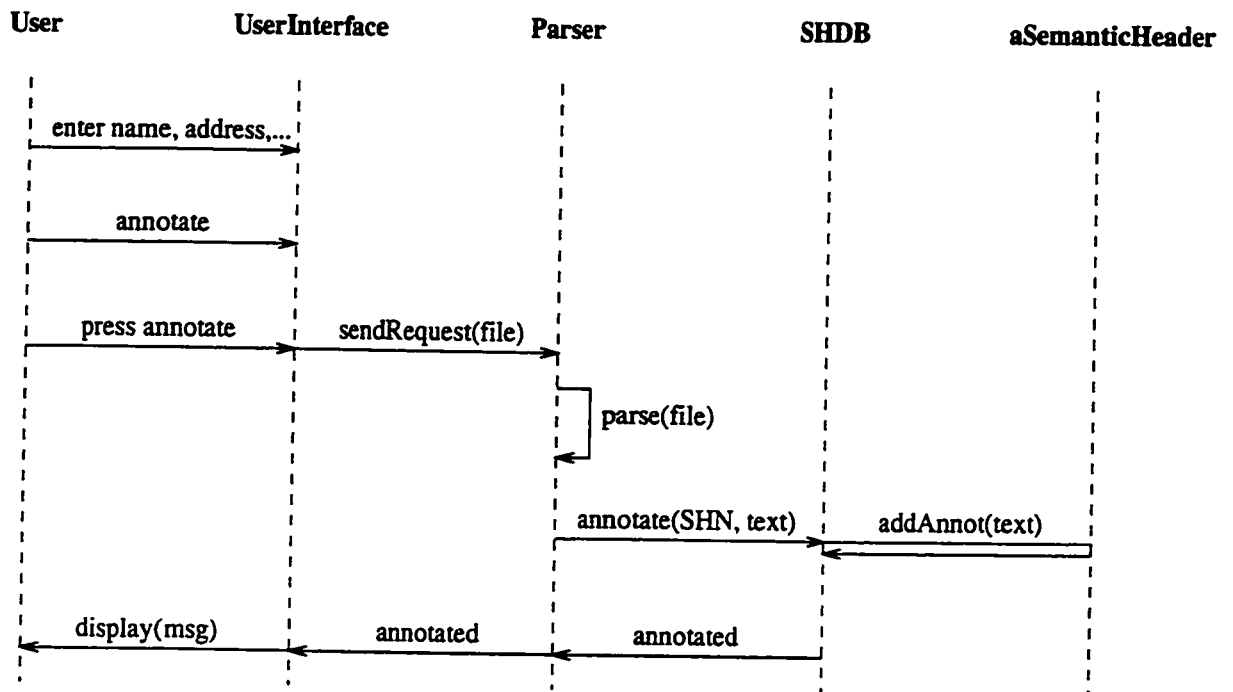 User UserInterface Parser SHDB aSemanticHeader
enter name, address,...
annotate
press annotate sendRequest(file)
parse(file)
annotate(SHN, text) addAnnot(text)
display(msg) annotated annotated